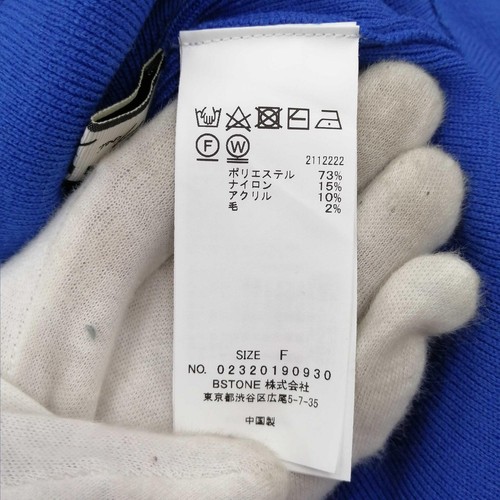 F W
2112222
ポリエステル 73%
ナイロン 15%
アクリル 10%
毛 2%
SIZE F
NO. 02320190930
BSTONE 株式会社
東京都渋谷区広尾5-7-35
中国製